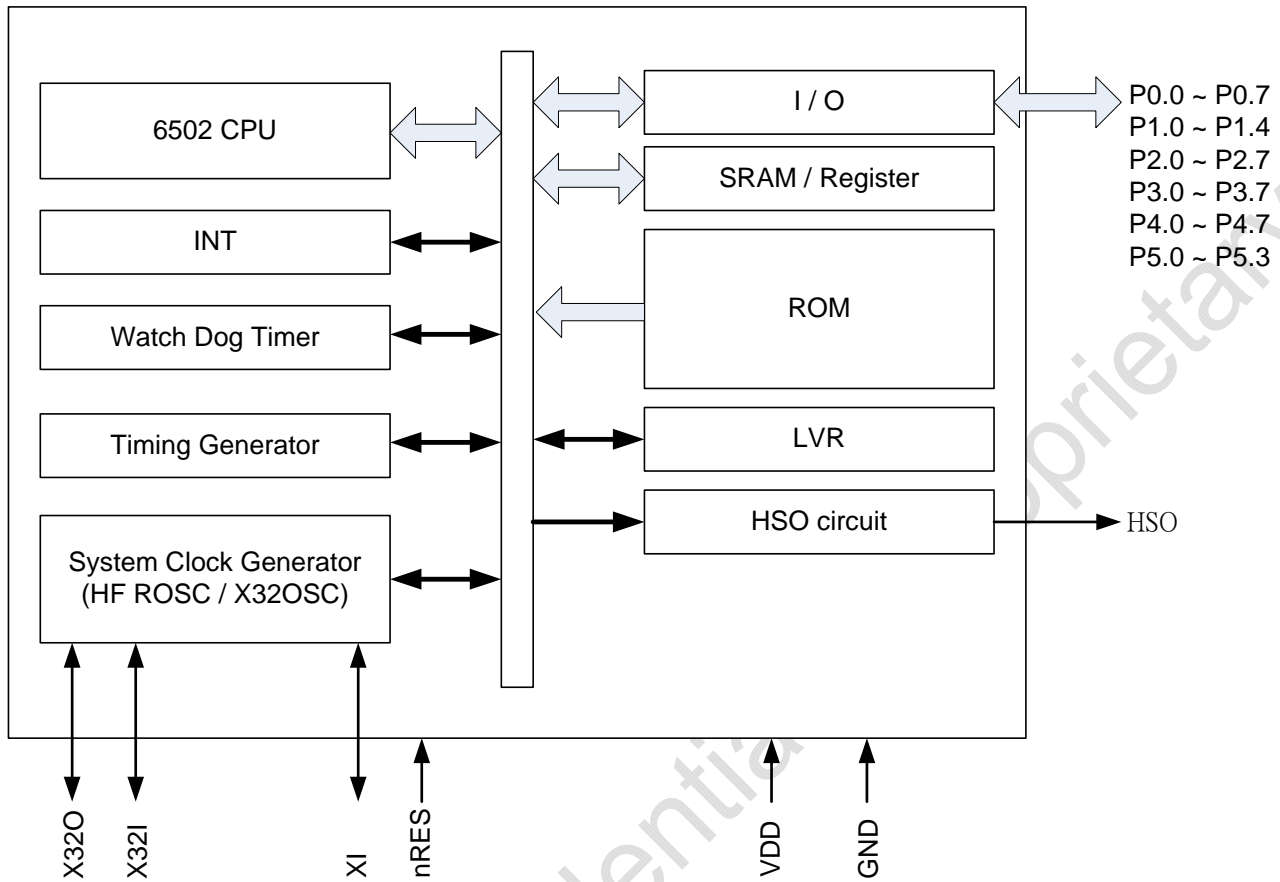 6502 CPU
INT
Watch Dog Timer
Timing Generator
System Clock Generator
(HF ROSC / X32OSC)
I / O
SRAM / Register
ROM
LVR
HSO circuit
P0.0 ~ P0.7
P1.0 ~ P1.4
P2.0 ~ P2.7
P3.0 ~ P3.7
P4.0 ~ P4.7
P5.0 ~ P5.3
HSO
X32O
X32I
XI
nRES
VDD
GND